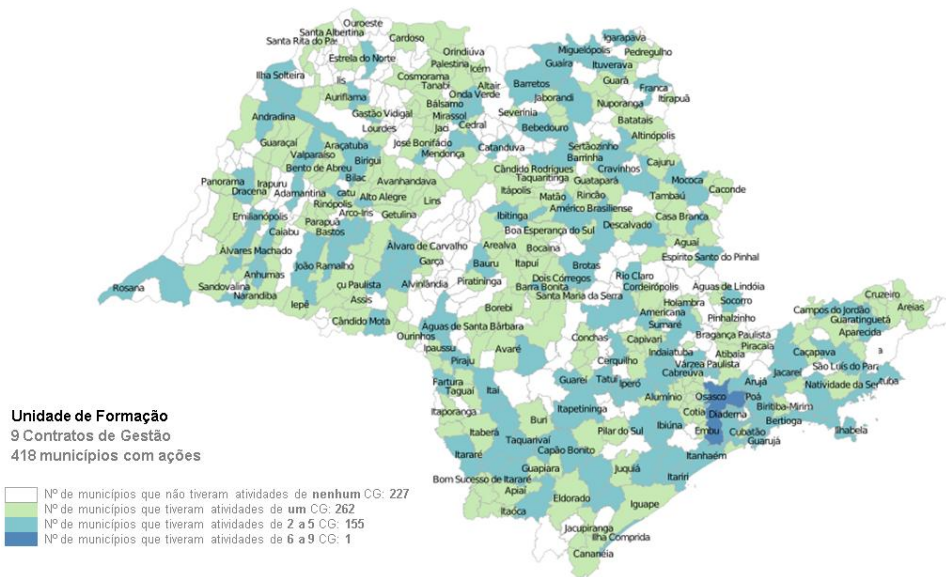 Ouroeste
Santa Albertina
Santa Rita do Pa
Cardoso
Estrela do Norte
Orindiúva
Palestina
Icém
Cosmorama
Tanabi
Altair
Onda Verde
Ilha Solteira
Auriflama
Bálsamo
Mirassol
Gastão Vidigal
Jaci
Cedral
Severínia
Lourdes
José Bonifácio
Mendonça
Catanduva
Igarapava
Miguelópolis
Pedregulho
Guaíra
Ituverava
Barretos
Guará
Franca
Itirapuã
Jaborandi
Nuporanga
Batatais
Bebedouro
Altinópolis
Andradina
Guaraçaí
Araçatuba
Valparaíso
Bento de Abreu
Birigui
Bilac
Sertãozinho
Barrinha
Cajuru
Cândido Rodrigues
Cravinhos
Taquaritinga
Mococa
Guatapará
Panorama
Irapuru
Dracena
Adamantina
catu
Alto Alegre
Avanhandava
Rinópolis
Lins
Itápolis
Matão
Rincão
Tambaú
Caconde
Emilianópolis
Parapuã
Arco-Iris
Getulina
Américo Brasiliense
Ibitinga
Casa Branca
Caiabu
Bastos
Boa Esperança do Sul
Descalvado
Álvares Machado
Álvaro de Carvalho
Arealva
Bocaina
Aguaí
João Ramalho
Garça
Bauru
Itapuí
Brotas
Espírito Santo do Pinhal
Rosana
Anhumas
Sandovalina
Narandiba
çu Paulista
Alvinlândia
Piratininga
Dois Córregos
Barra Bonita
Rio Claro
Cordeirópolis
Águas de Lindóia
Iepê
Assis
Santa Maria da Serra
Holambra
Socorro
Cândido Mota
Borebi
Americana
Pinhalzinho
Campos do Jordão
Cruzeiro
Areias
Guaratinguetá
Aparecida
Ourinhos
Águas de Santa Bárbara
Sumaré
Bragança Paulista
Ipaussu
Conchas
Capivari
Piracaia
a
Piraju
Avaré
Cerquilho
Indaiatuba
Atibaia
Caçapava
Várzea Paulista
São Luís do Par
Fartura
Guareí
Tatuí
Iperó
Cabreúva
Jacareí
Taguaí
Itaí
Arujá
Natividade da Ser
tuba
Alumínio
Osasco
Poá
Itaporanga
Itapetininga
Cotia
Diadema
Biritiba-Mirim
Buri
Bertioga
Itaberá
Taquarivaí
Pilar do Sul
Ibiúna
Embu
Cubatão
Ilhabela
Guarujá
Itararé
Capão Bonito
Itanhaém
Guapiara
Juquiá
Bom Sucesso de Itararé
Itariri
Apiaí
Eldorado
Itaóca
Iguape
Jacupiranga
Ilha Comprida
Cananeia
Unidade de Formação
9 Contratos de Gestão
418 municípios com ações
Nº de municípios que não tiveram atividades de nenhum CG: 227
Nº de municípios que tiveram atividades de um CG: 262
Nº de municípios que tiveram atividades de 2 a 5 CG: 155
Nº de municípios que tiveram atividades de 6 a 9 CG: 1